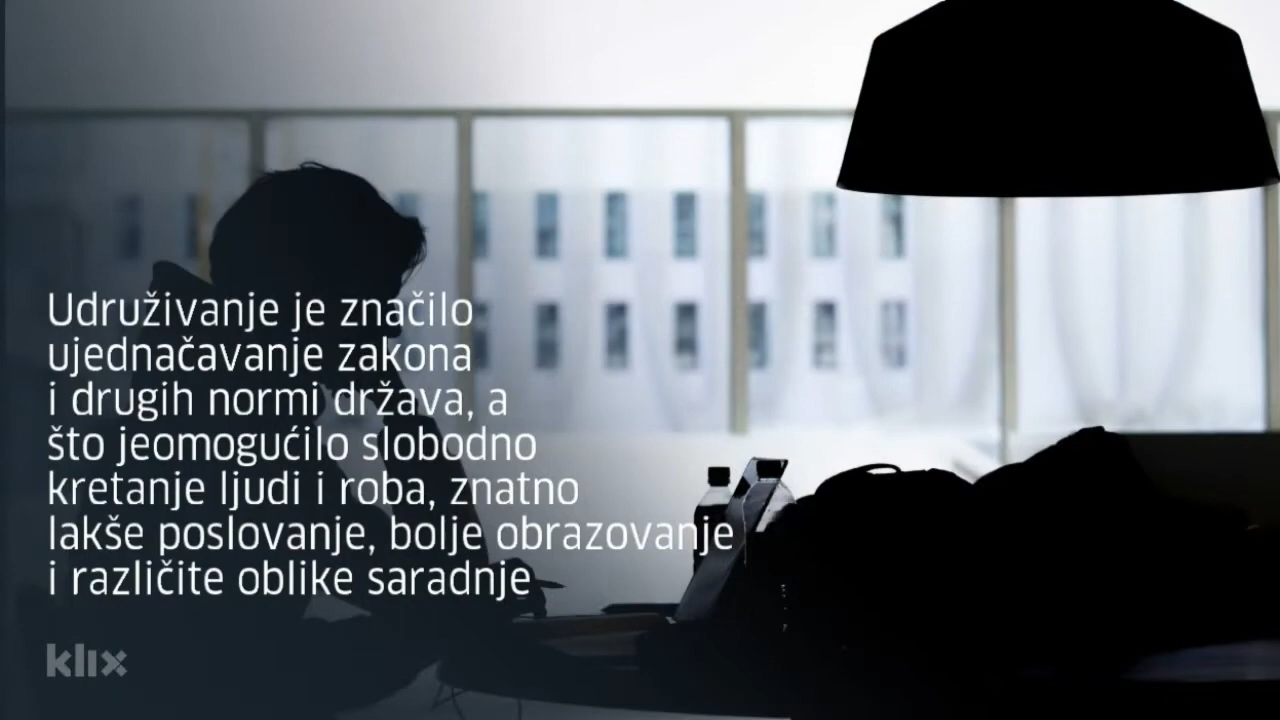 Udruživanje je značilo
ujednačavanje zakona
i drugih normi država, a
što jeomogućilo slobodno
kretanje ljudi i roba, znatno
lakše poslovanje, bolje obrazovanje
i različite oblike saradnje
klix